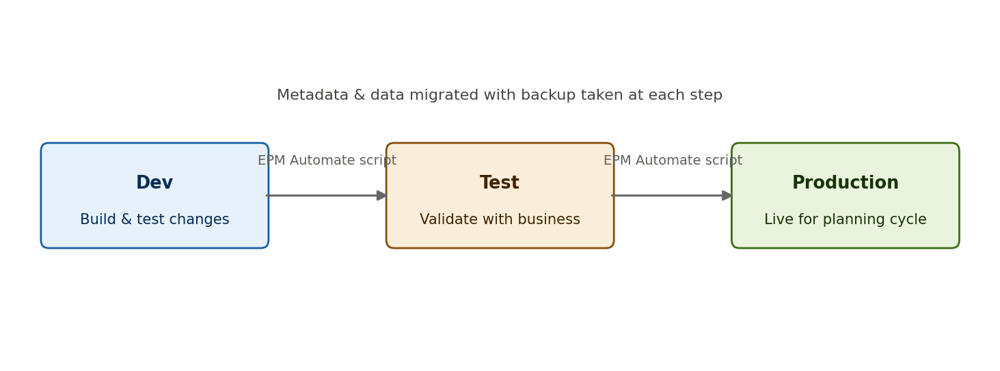 Metadata & data migrated with backup taken at each step
EPM Automate script
EPM Automate script
Dev
Test
Production
Build & test changes
Validate with business
Live for planning cycle